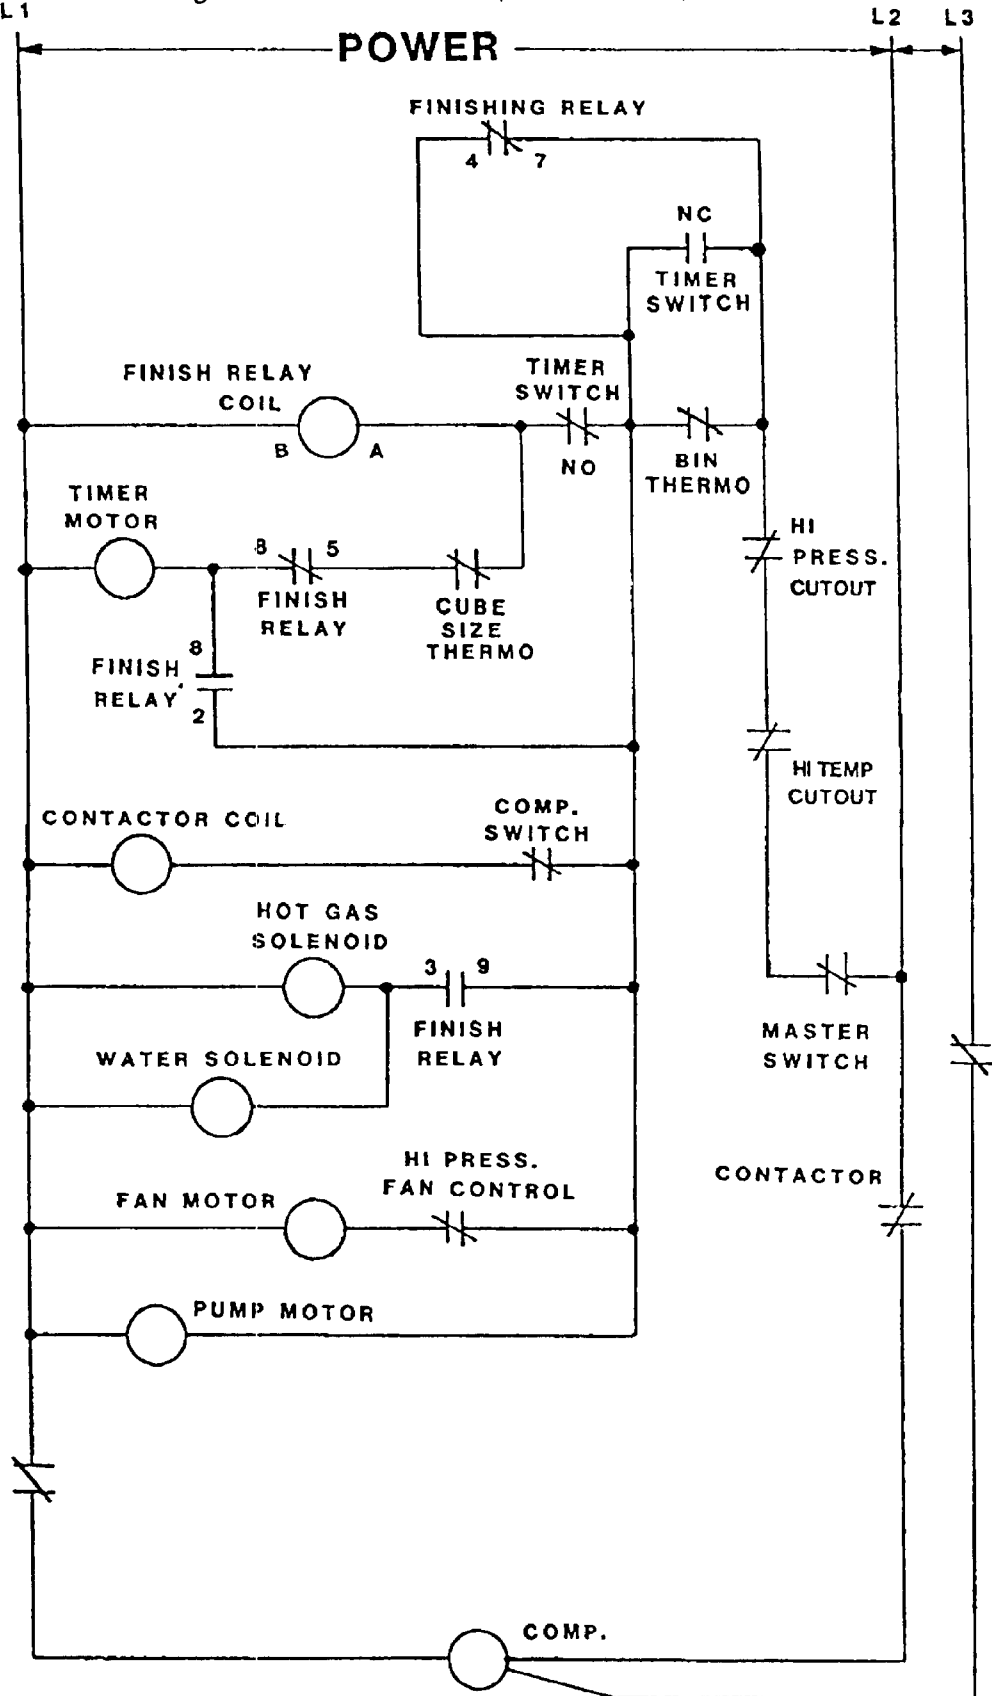 L1
L2 L3
POWER
FINISHING RELAY
4 7
NC
TIMER
SWITCH
FINISH RELAY
COIL
B A
TIMER
SWITCH
NO
BIN
THERMO
TIMER
MOTOR
8 5
FINISH
RELAY
CUBE
SIZE
THERMO
HI
PRESS.
CUTOUT
8
FINISH
RELAY
2
HI TEMP
CUTOUT
CONTACTOR COIL
COMP.
SWITCH
HOT GAS
SOLENOID
3 9
FINISH
RELAY
MASTER
SWITCH
WATER SOLENOID
HI PRESS.
FAN CONTROL
CONTACTOR
FAN MOTOR
PUMP MOTOR
COMP.